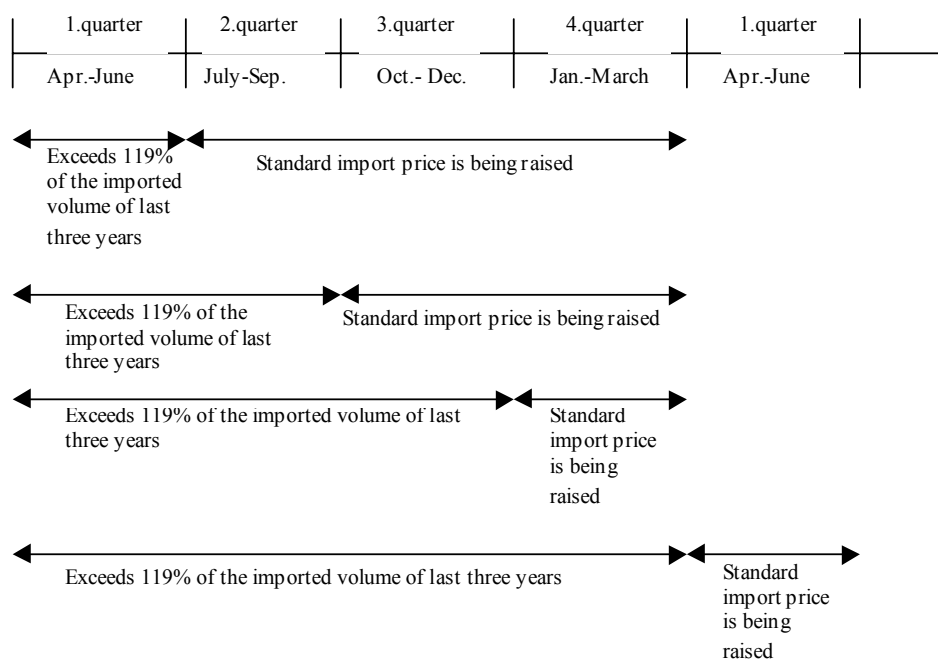 1.quarter 2.quarter 3.quarter 4.quarter 1.quarter
Apr.-June July-Sep. Oct.- Dec. Jan.-March Apr.-June
Exceeds 119%
of the imported
volume of last
three years
Standard import price is being raised
Exceeds 119% of the
imported volume of last
three years
Standard import price is being raised
Exceeds 119% of the imported volume of last
three years
Standard
import price
is being
raised
Exceeds 119% of the imported volume of last three years
Standard
import price
is being
raised